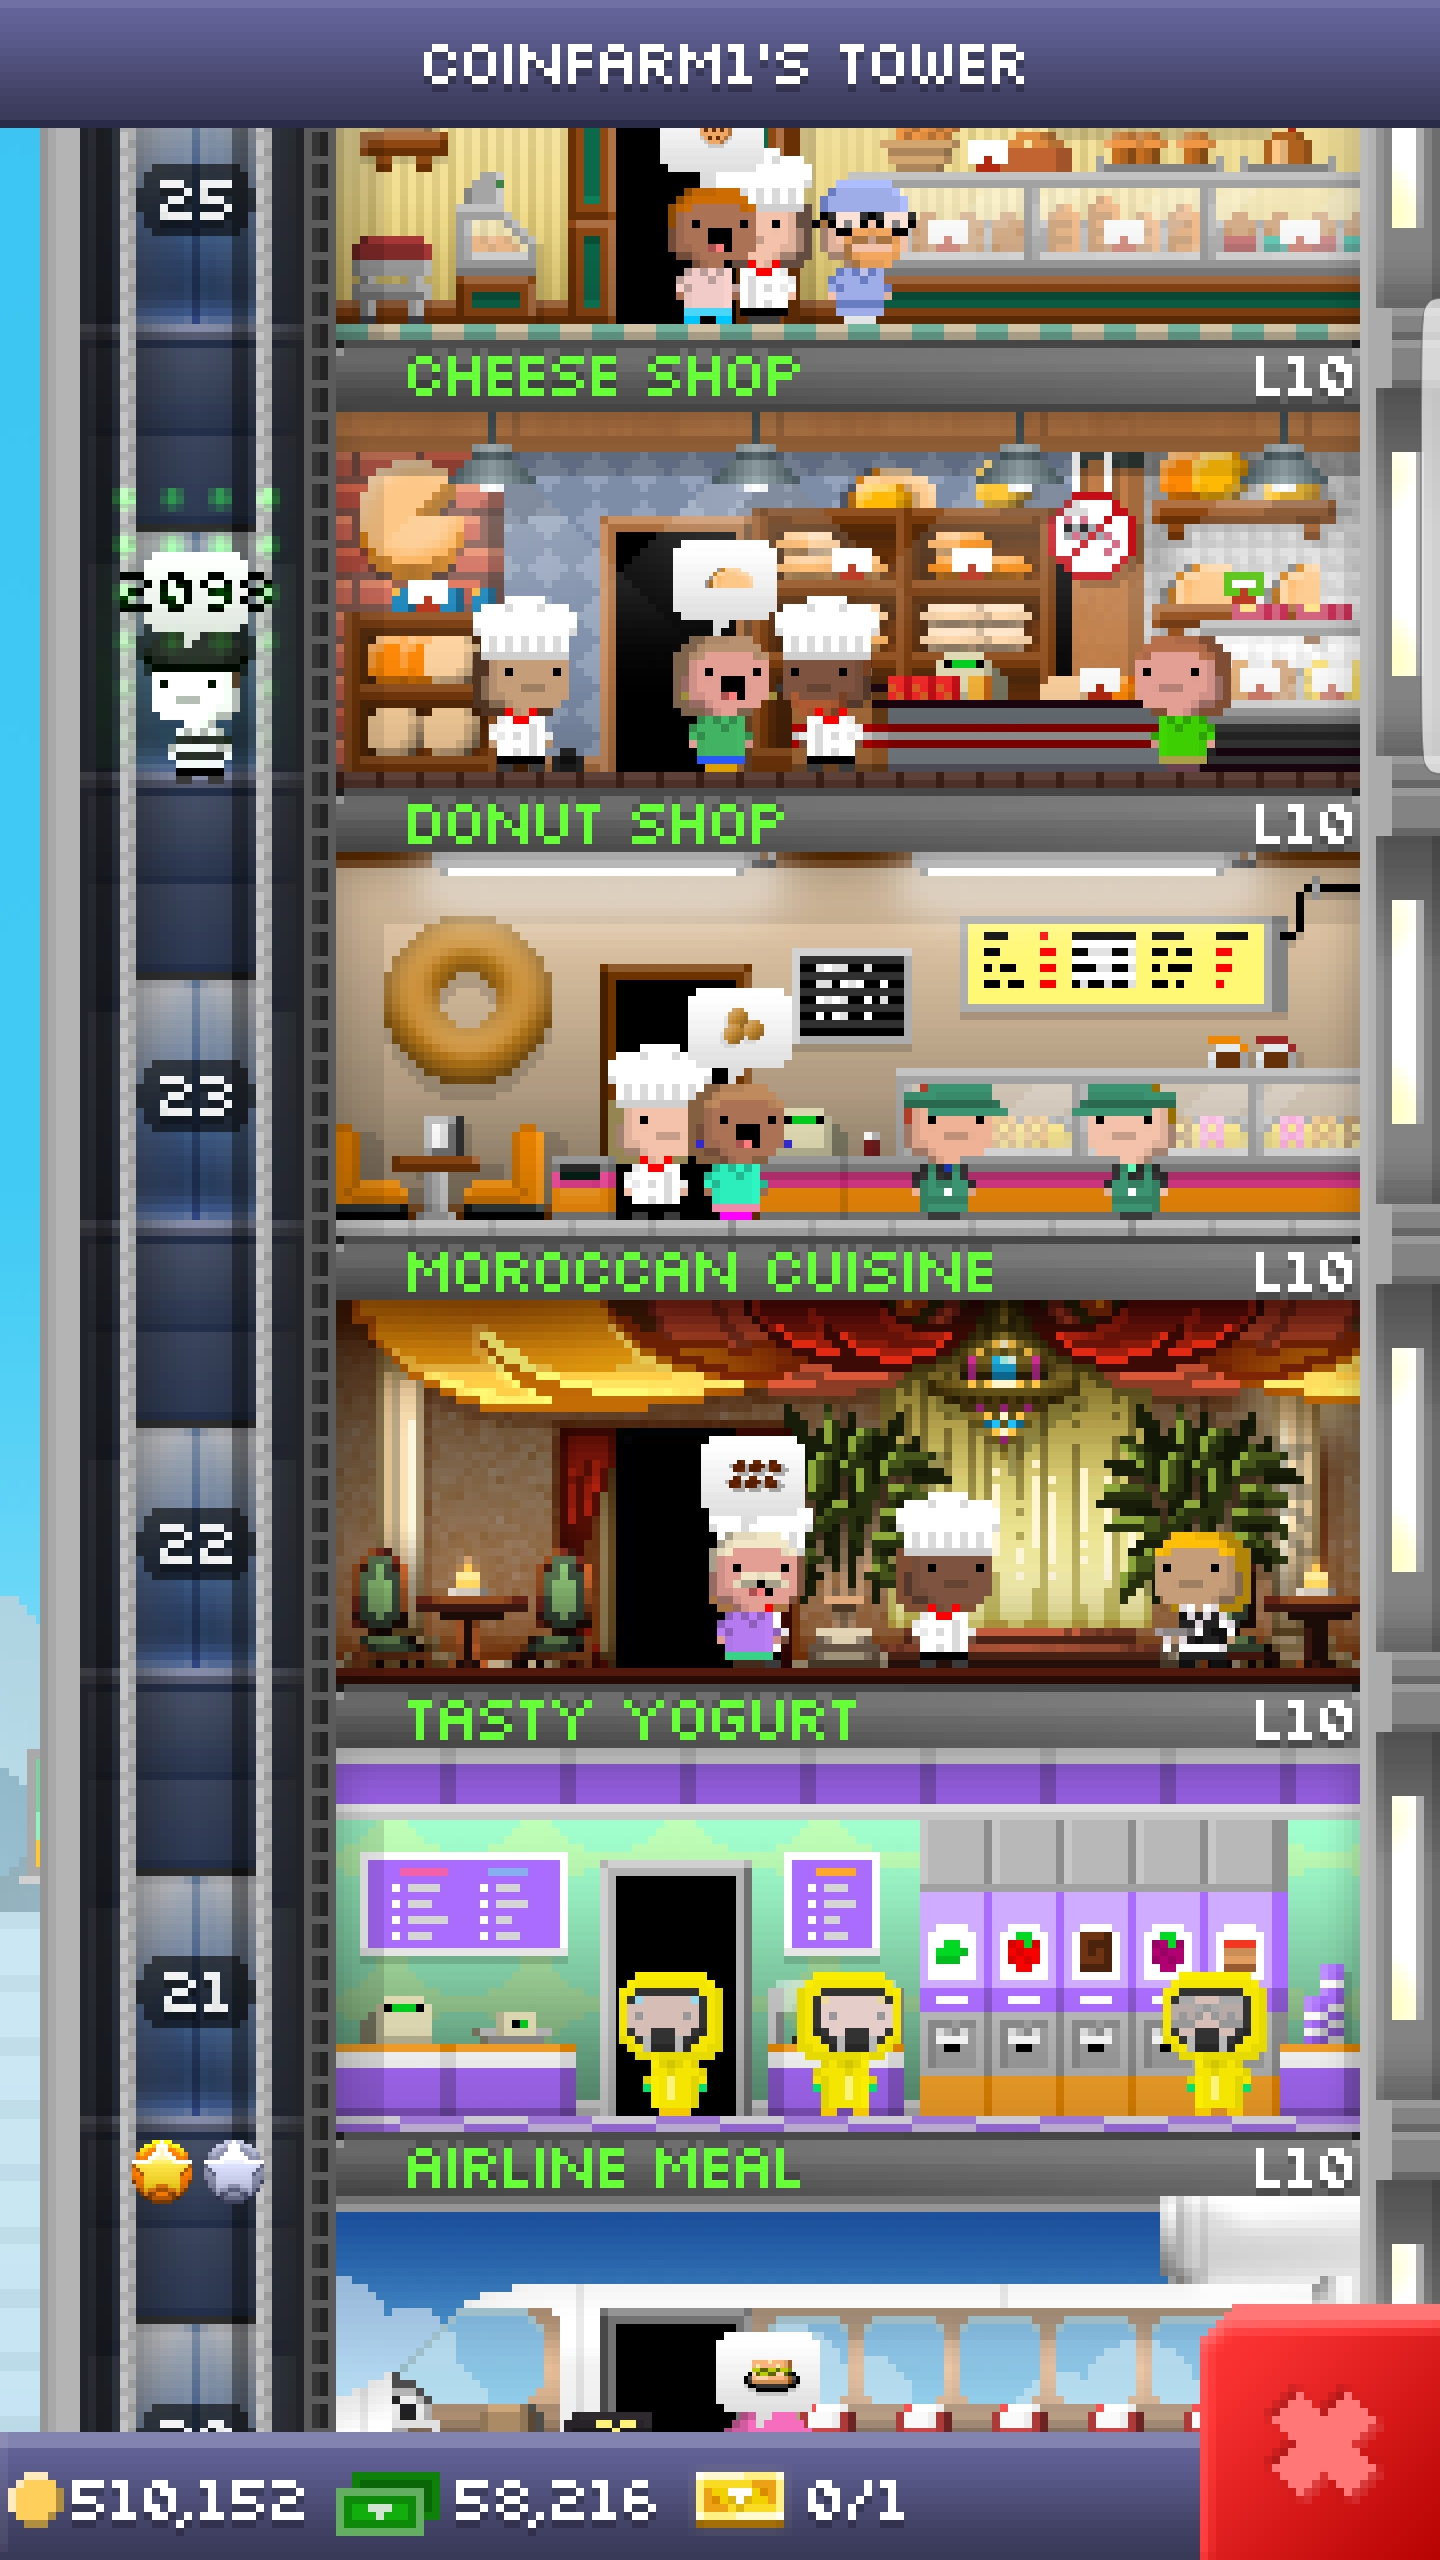 COINFARM1'S TOWER
25
CHEESE SHOP L10
2098
DONUT SHOP L10
23
MOROCCAN CUISINE L10
22
TASTY YOGURT L10
21
AIRLINE MEAL L10
510,152 58,216 0/1